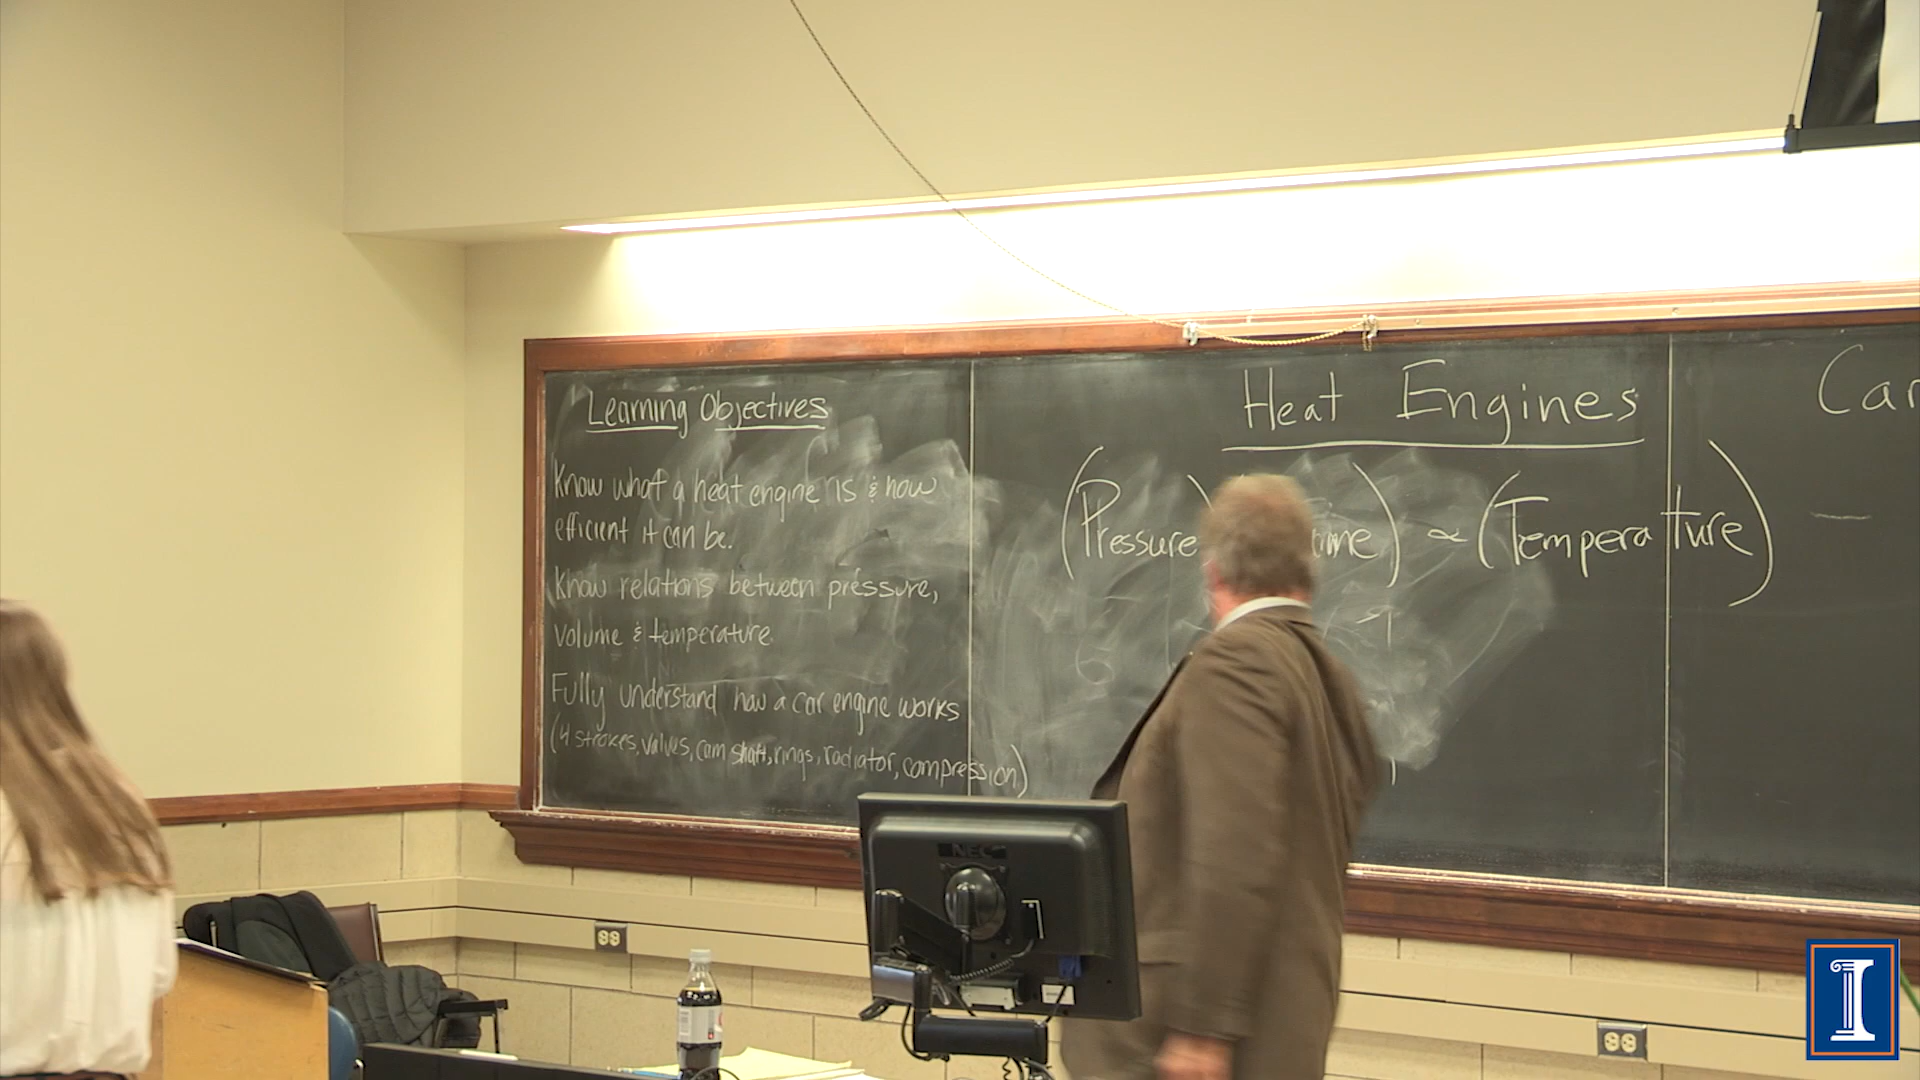 Learning Objectives
Know what a heat engine is & how
efficient it can be.
Know relations between pressure,
volume & temperature
Fully understand how a car engine works
(4 strokes, valves, cam shaft, rings, radiator, compression)
Heat Engines
(Pressure) ∝ (Temperature)
Car
NEC
I